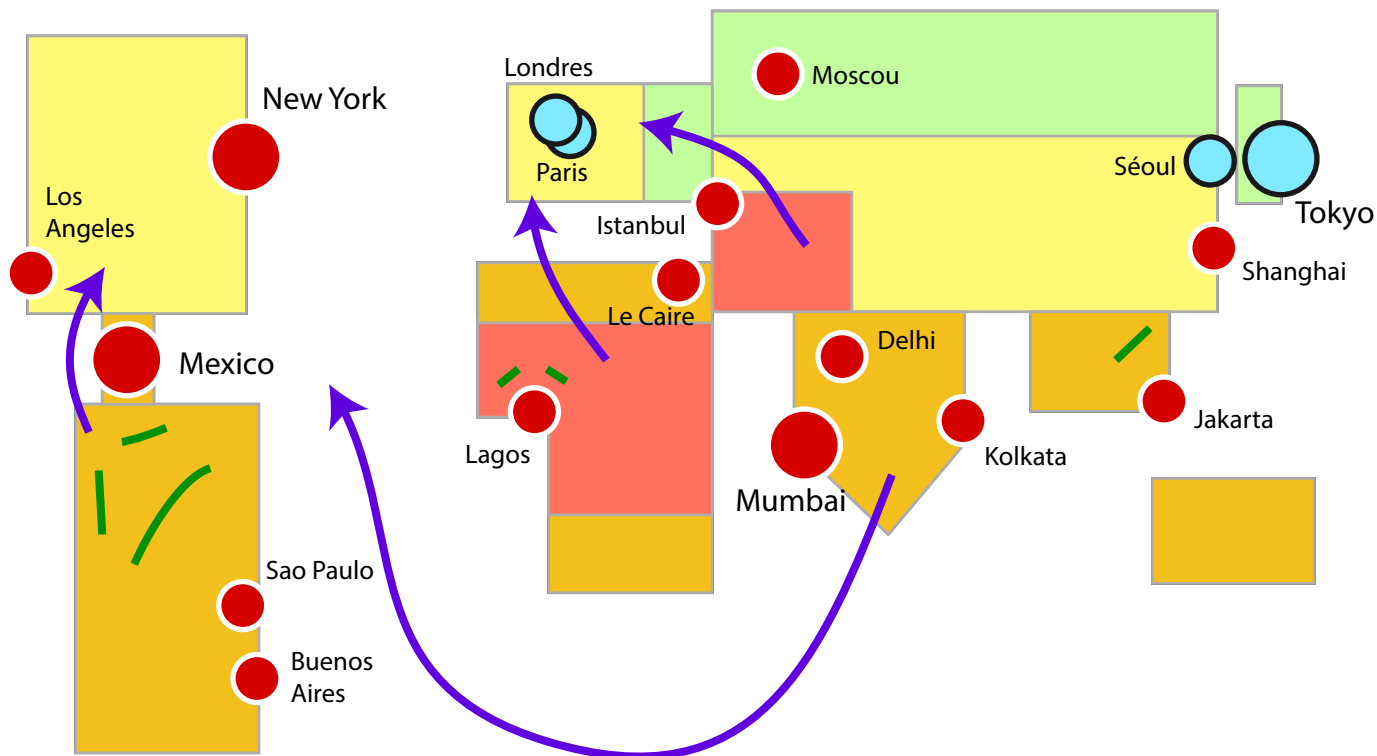 Londres
Moscou
New York
Paris
Séoul
Los
Angeles
Istanbul
Tokyo
Shanghai
Le Caire
Delhi
Mexico
Jakarta
Lagos
Kolkata
Mumbai
Sao Paulo
Buenos
Aires